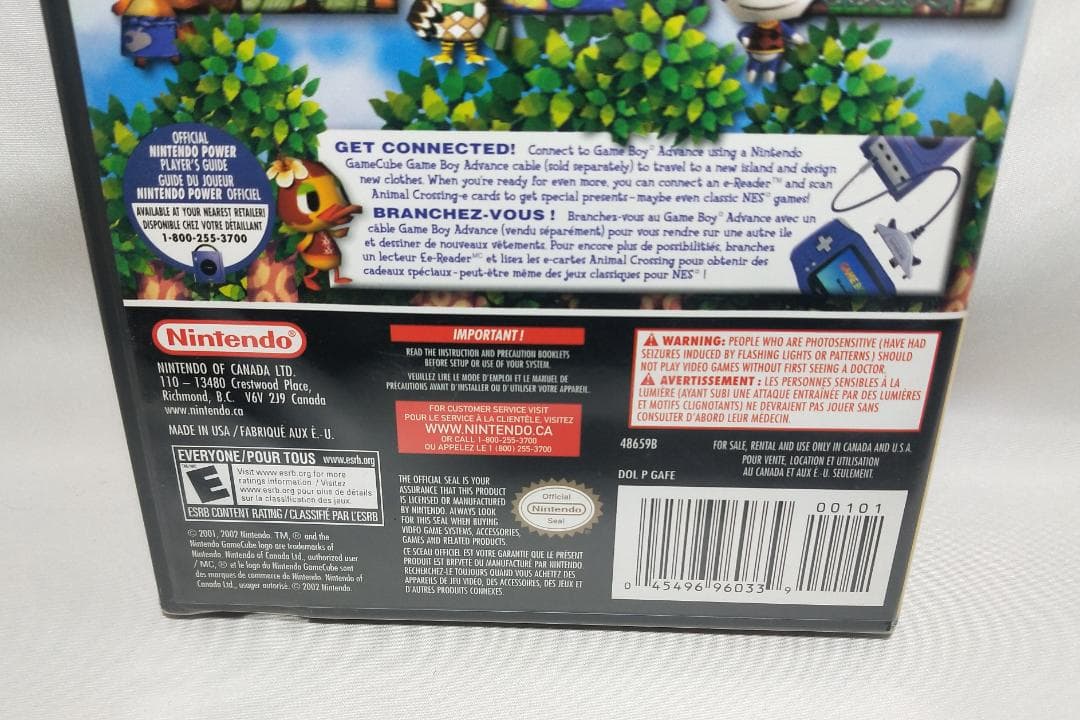 OFFICIAL
NINTENDO POWER
PLAYER'S GUIDE
GUIDE DU JOUEUR
NINTENDO POWER OFFICIEL
AVAILABLE AT YOUR NEAREST RETAILER!
DISPONIBLE CHEZ VOTRE DÉTAILLANT
1-800-255-3700
GET CONNECTED! Connect to Game Boy® Advance using a Nintendo
GameCube Game Boy Advance cable (sold separately) to travel to a new island and design
new clothes. When you're ready for even more, you can connect an e-Reader™ and scan
Animal Crossing-e cards to get special presents-maybe even classic NES® games!
BRANCHEZ-VOUS ! Branchez-vous au Game Boy® Advance avec un
câble Game Boy Advance (vendu séparément) pour vous rendre sur une autre île
et dessiner de nouveaux vêtements. Pour encore plus de possibilités, branchez
un lecteur Ée-ReaderMC et lisez les e-cartes Animal Crossing pour obtenir des
cadeaux spéciaux-peut-être même des jeux classiques pour NES® !
Nintendo®
NINTENDO OF CANADA LTD.
110 – 13480 Crestwood Place,
Richmond, B.C. V6V 2J9 Canada
www.nintendo.ca
MADE IN USA / FABRIQUÉ AUX É.-U.
EVERYONE/POUR TOUS www.esrb.org
E
Visit www.esrb.org for more
ratings information. / Visitez
www.esrb.org pour plus de détails
sur la classification des jeux.
ESRB CONTENT RATING / CLASSIFIÉ PAR L'ESRB
© 2001, 2002 Nintendo. TM, ® and the
Nintendo GameCube logo are trademarks of
Nintendo. Nintendo of Canada Ltd., authorized user
/ MC, ® et le logo du Nintendo GameCube sont
des marques de commerce de Nintendo. Nintendo of
Canada Ltd., usager autorisé. © 2002 Nintendo.
IMPORTANT !
READ THE INSTRUCTION AND PRECAUTION BOOKLETS
BEFORE SETUP OR USE OF YOUR SYSTEM.
VEUILLEZ LIRE LE MODE D'EMPLOI ET LE MANUEL DE
PRÉCAUTIONS AVANT D'INSTALLER OU D'UTILISER VOTRE APPAREIL.
FOR CUSTOMER SERVICE VISIT
POUR LE SERVICE À LA CLIENTÈLE, VISITEZ
WWW.NINTENDO.CA
OR CALL 1-800-255-3700
OU APPELEZ LE 1 (800) 255-3700
THE OFFICIAL SEAL IS YOUR
ASSURANCE THAT THIS PRODUCT
IS LICENSED OR MANUFACTURED
BY NINTENDO. ALWAYS LOOK
FOR THIS SEAL WHEN BUYING
VIDEO GAME SYSTEMS, ACCESSORIES,
GAMES AND RELATED PRODUCTS.
CE SCEAU OFFICIEL EST VOTRE GARANTIE QUE LE PRÉSENT
PRODUIT EST BREVETÉ OU MANUFACTURÉ PAR NINTENDO.
RECHERCHEZ-LE TOUJOURS QUAND VOUS ACHETEZ DES
APPAREILS DE JEU VIDÉO, DES ACCESSOIRES, DES JEUX ET
D'AUTRES PRODUITS CONNEXES.
Official
Nintendo
Seal
WARNING: PEOPLE WHO ARE PHOTOSENSITIVE (HAVE HAD
SEIZURES INDUCED BY FLASHING LIGHTS OR PATTERNS) SHOULD
NOT PLAY VIDEO GAMES WITHOUT FIRST SEEING A DOCTOR.
AVERTISSEMENT : LES PERSONNES SENSIBLES À LA
LUMIÈRE (AYANT SUBI UNE ATTAQUE ENTRAÎNÉE PAR DES LUMIÈRES
ET MOTIFS CLIGNOTANTS) NE DEVRAIENT PAS JOUER SANS
CONSULTER D'ABORD LEUR MÉDECIN.
48659B
DOL P GAFE
FOR SALE, RENTAL AND USE ONLY IN CANADA AND U.S.A.
POUR VENTE, LOCATION ET UTILISATION
AU CANADA ET AUX É.-U. SEULEMENT.
00101
0 45496 96033 9